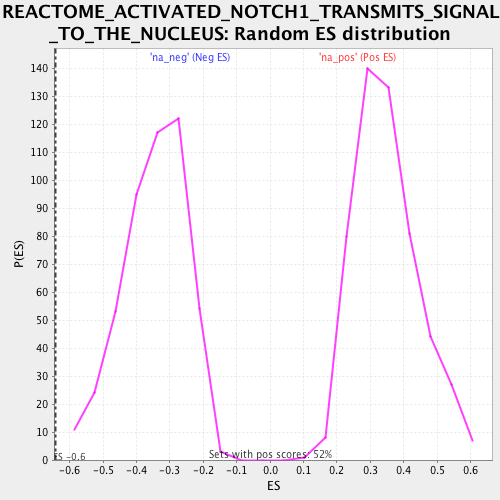 REACTOME_ACTIVATED_NOTCH1_TRANSMITS_SIGNAL
_TO_THE_NUCLEUS: Random ES distribution
'na_neg' (Neg ES)
'na_pos' (Pos ES)
140
130
120
110
100
90
80
70
60
50
40
30
20
10
0
P(ES)
ES -0.6
Sets with pos scores: 52%
-0.6 -0.5 -0.4 -0.3 -0.2 -0.1 0.0 0.1 0.2 0.3 0.4 0.5 0.6
ES